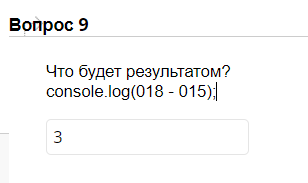 Вопрос 9
Что будет результатом?
console.log(018 - 015);
3